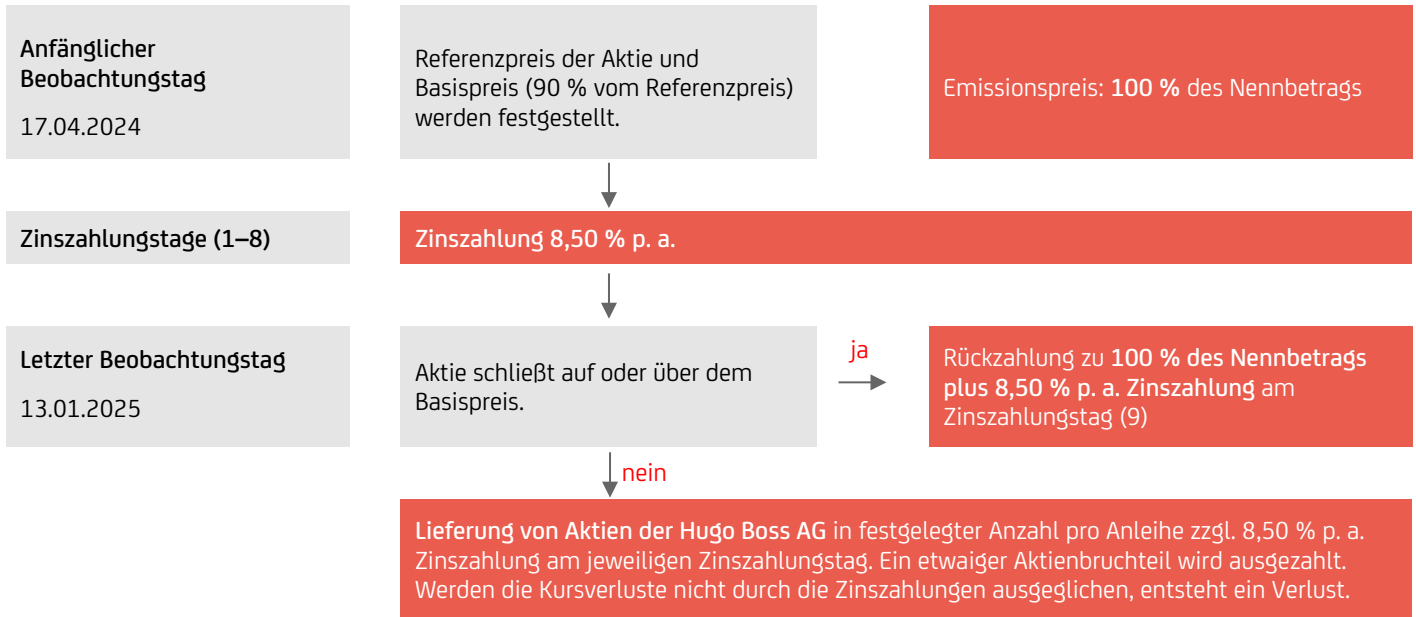 Anfänglicher
Beobachtungstag
17.04.2024
Referenzpreis der Aktie und
Basispreis (90 % vom Referenzpreis)
werden festgestellt.
Emissionspreis: 100 % des Nennbetrags
Zinszahlungstage (1–8)
Zinszahlung 8,50 % p. a.
Letzter Beobachtungstag
13.01.2025
Aktie schließt auf oder über dem
Basispreis.
ja
Rückzahlung zu 100 % des Nennbetrags
plus 8,50 % p. a. Zinszahlung am
Zinszahlungstag (9)
nein
Lieferung von Aktien der Hugo Boss AG in festgelegter Anzahl pro Anleihe zzgl. 8,50 % p. a.
Zinszahlung am jeweiligen Zinszahlungstag. Ein etwaiger Aktienbruchteil wird ausgezahlt.
Werden die Kursverluste nicht durch die Zinszahlungen ausgeglichen, entsteht ein Verlust.